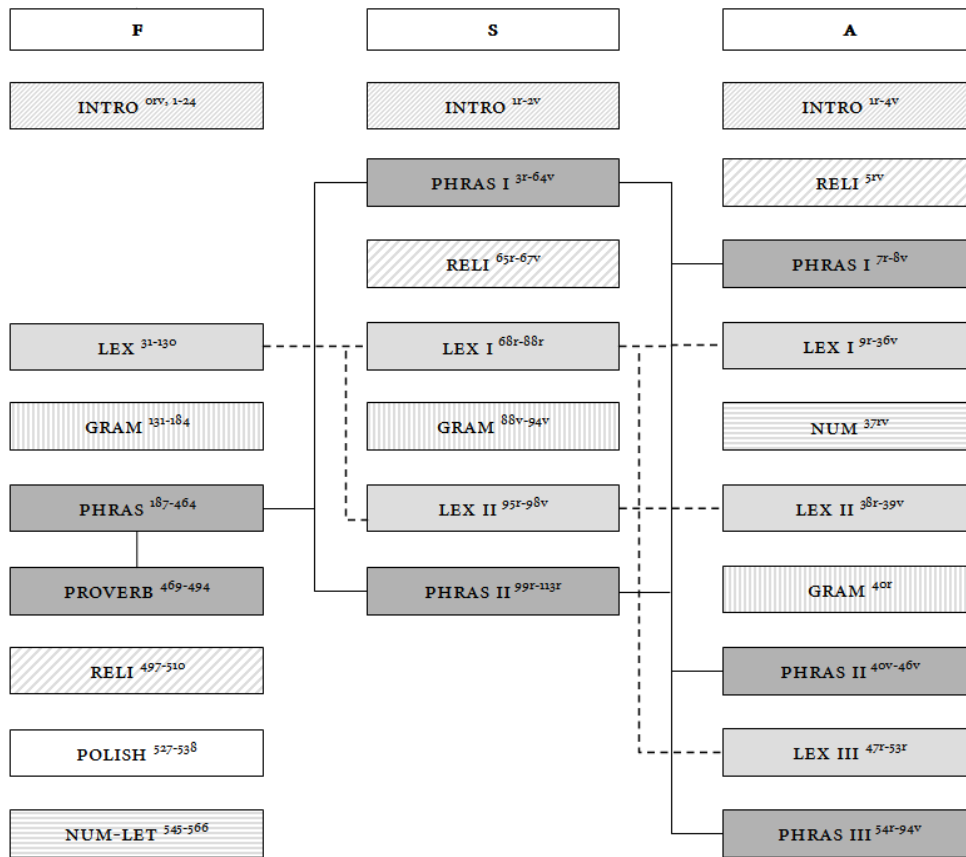 F
S
A
INTRO 0rv, 1-24
INTRO 1r-2v
INTRO 1r-4v
PHRAS I 3r-64v
RELI 5rv
RELI 65r-67v
PHRAS I 7r-8v
LEX 31-130
LEX I 68r-88r
LEX I 9r-36v
GRAM 131-184
GRAM 88v-94v
NUM 37rv
PHRAS 187-464
LEX II 95r-98v
LEX II 38r-39v
PROVERB 469-494
PHRAS II 99r-113r
GRAM 40r
RELI 497-510
PHRAS II 40v-46v
POLISH 527-538
LEX III 47r-53r
NUM-LET 545-566
PHRAS III 54r-94v